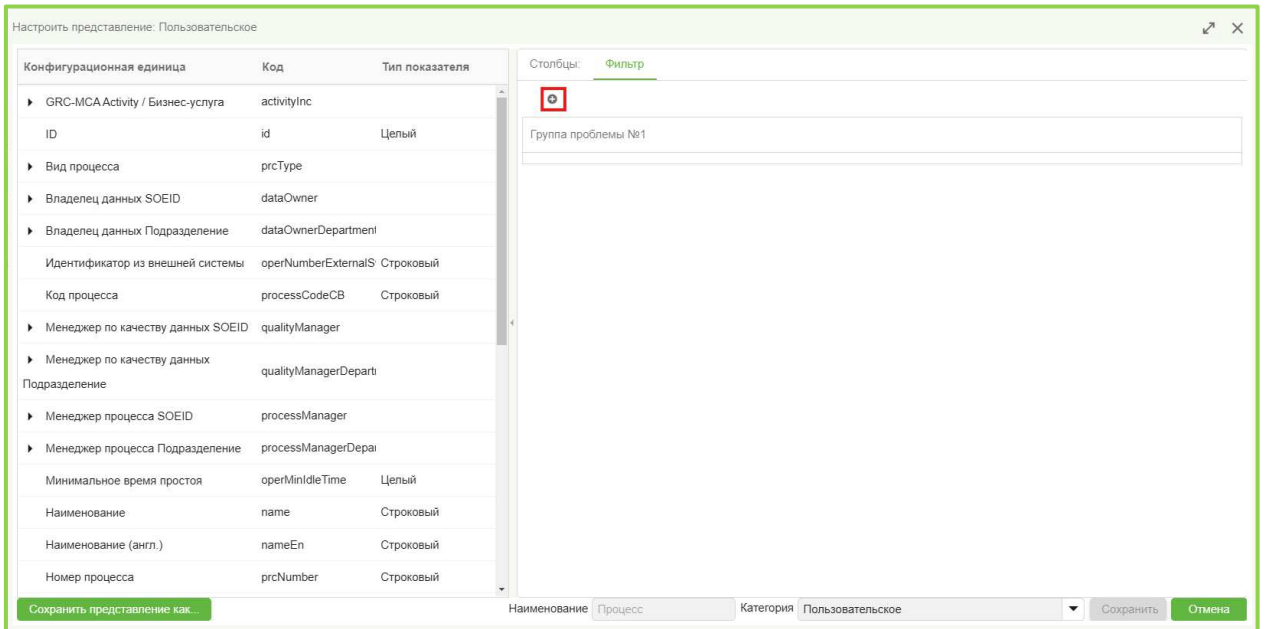 Настроить представление: Пользовательское
Конфигурационная единица Код Тип показателя
GRC-MCA Activity / Бизнес-услуга activityInc
ID id Целый
Вид процесса prcType
Владелец данных SOEID dataOwner
Владелец данных Подразделение dataOwnerDepartment
Идентификатор из внешней системы operNumberExternalS Строковый
Код процесса processCodeCB Строковый
Менеджер по качеству данных SOEID qualityManager
Менеджер по качеству данных
Подразделение qualityManagerDeparti
Менеджер процесса SOEID processManager
Менеджер процесса Подразделение processManagerDepai
Минимальное время простоя operMinIdleTime Целый
Наименование name Строковый
Наименование (англ.) nameEn Строковый
Номер процесса prcNumber Строковый
Столбцы: Фильтр
Группа проблемы №1
Сохранить представление как... Наименование Процесс Категория Пользовательское Сохранить Отмена